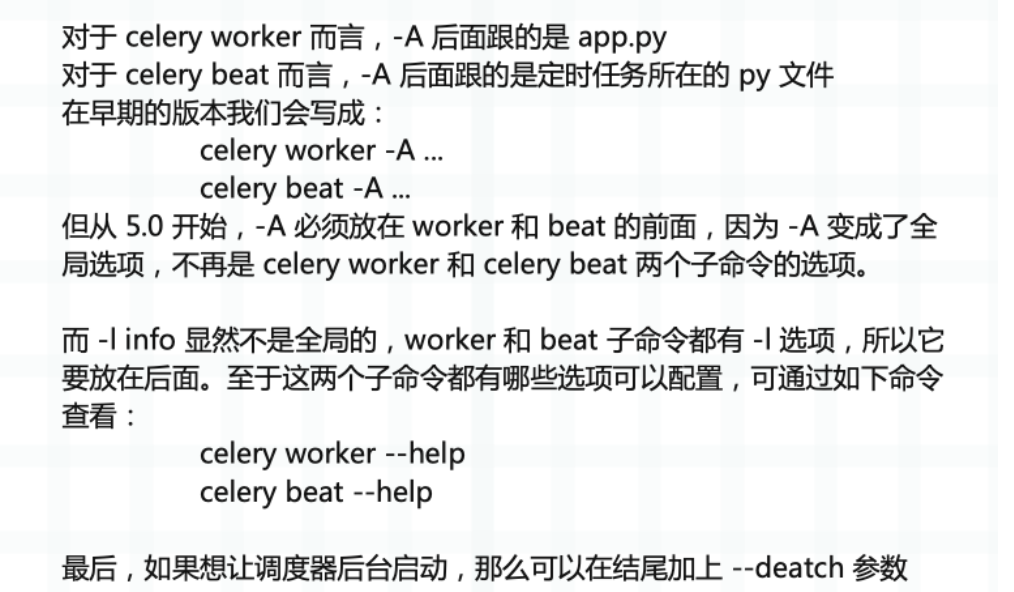 对于 celery worker 而言，-A 后面跟的是 app.py
对于 celery beat 而言，-A 后面跟的是定时任务所在的 py 文件
在早期的版本我们会写成：
celery worker -A ...
celery beat -A ...
但从 5.0 开始，-A 必须放在 worker 和 beat 的前面，因为 -A 变成了全
局选项，不再是 celery worker 和 celery beat 两个子命令的选项。
而 -l info 显然不是全局的，worker 和 beat 子命令都有 -l 选项，所以它
要放在后面。至于这两个子命令都有哪些选项可以配置，可通过如下命令
查看：
celery worker --help
celery beat --help
最后，如果想让调度器后台启动，那么可以在结尾加上 --deatch 参数